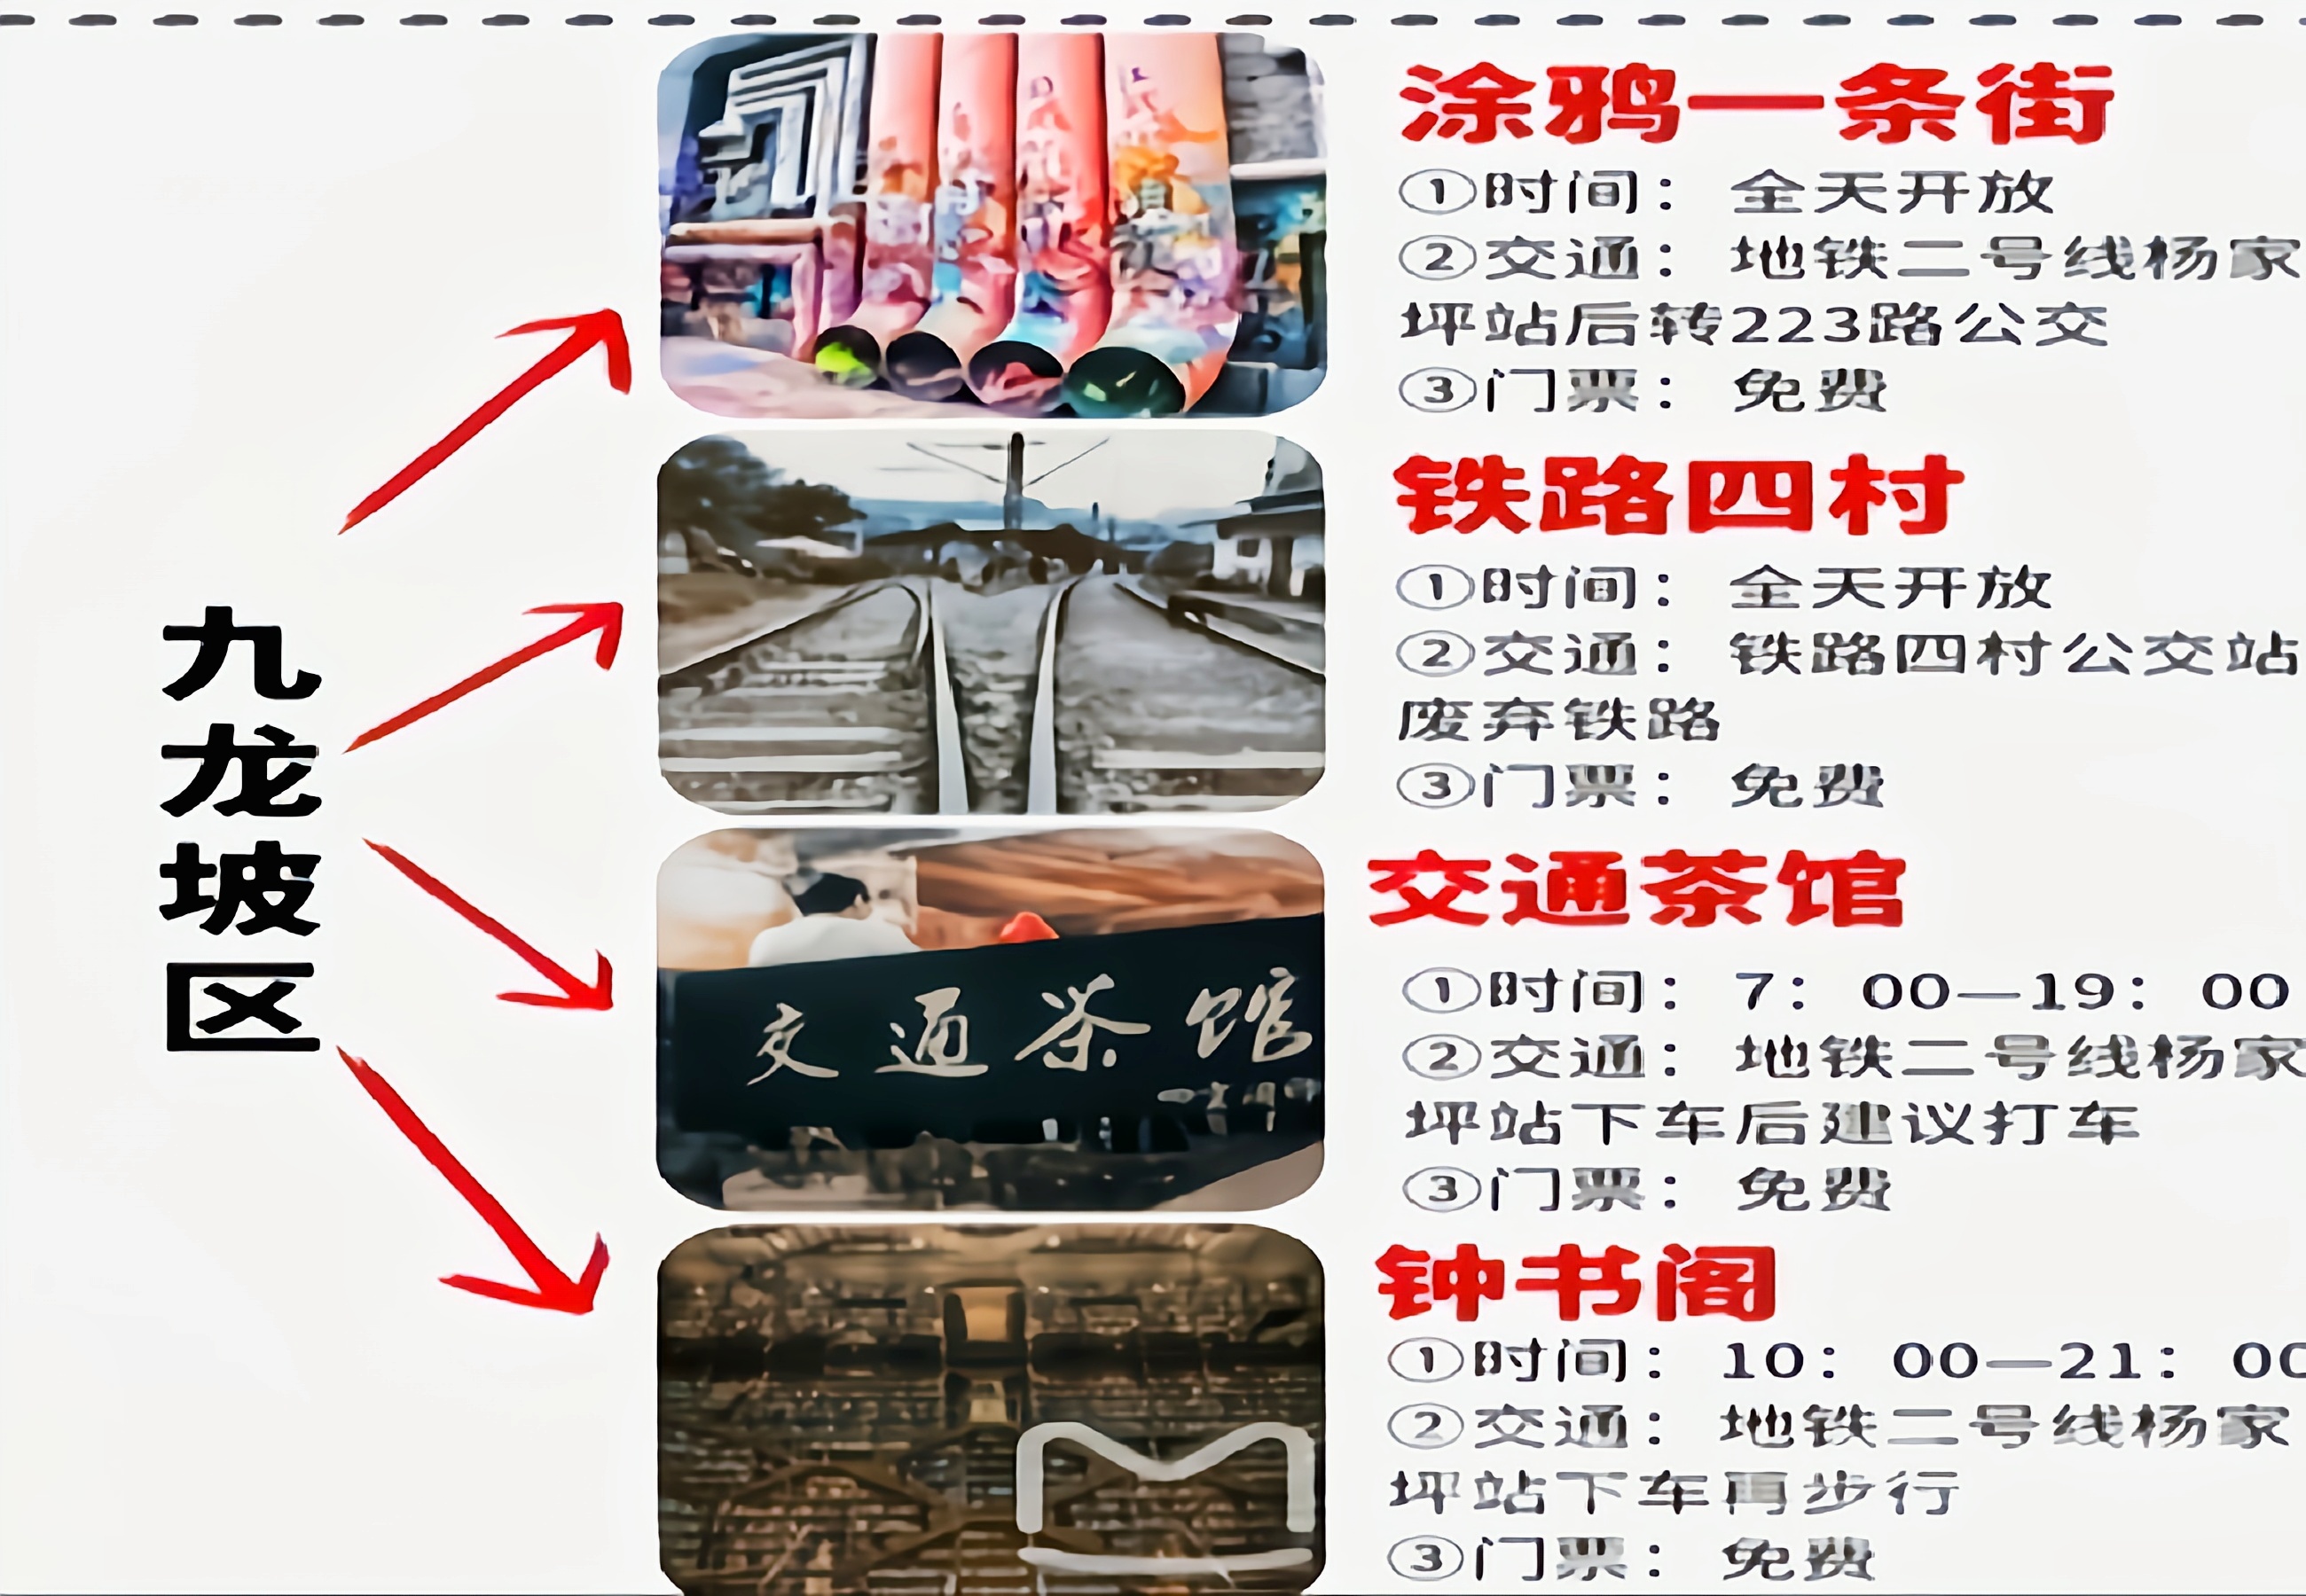 九龙坡区
涂鸦一条街
①时间：全天开放
②交通：地铁二号线杨家
坪站后转223路公交
③门票：免费
铁路四村
①时间：全天开放
②交通：铁路四村公交站
废弃铁路
③门票：免费
交通茶馆
交通茶馆
①时间：7：00—19：00
②交通：地铁二号线杨家
坪站下车后建议打车
③门票：免费
钟书阁
①时间：10：00—21：00
②交通：地铁二号线杨家
坪站下车再步行
③门票：免费